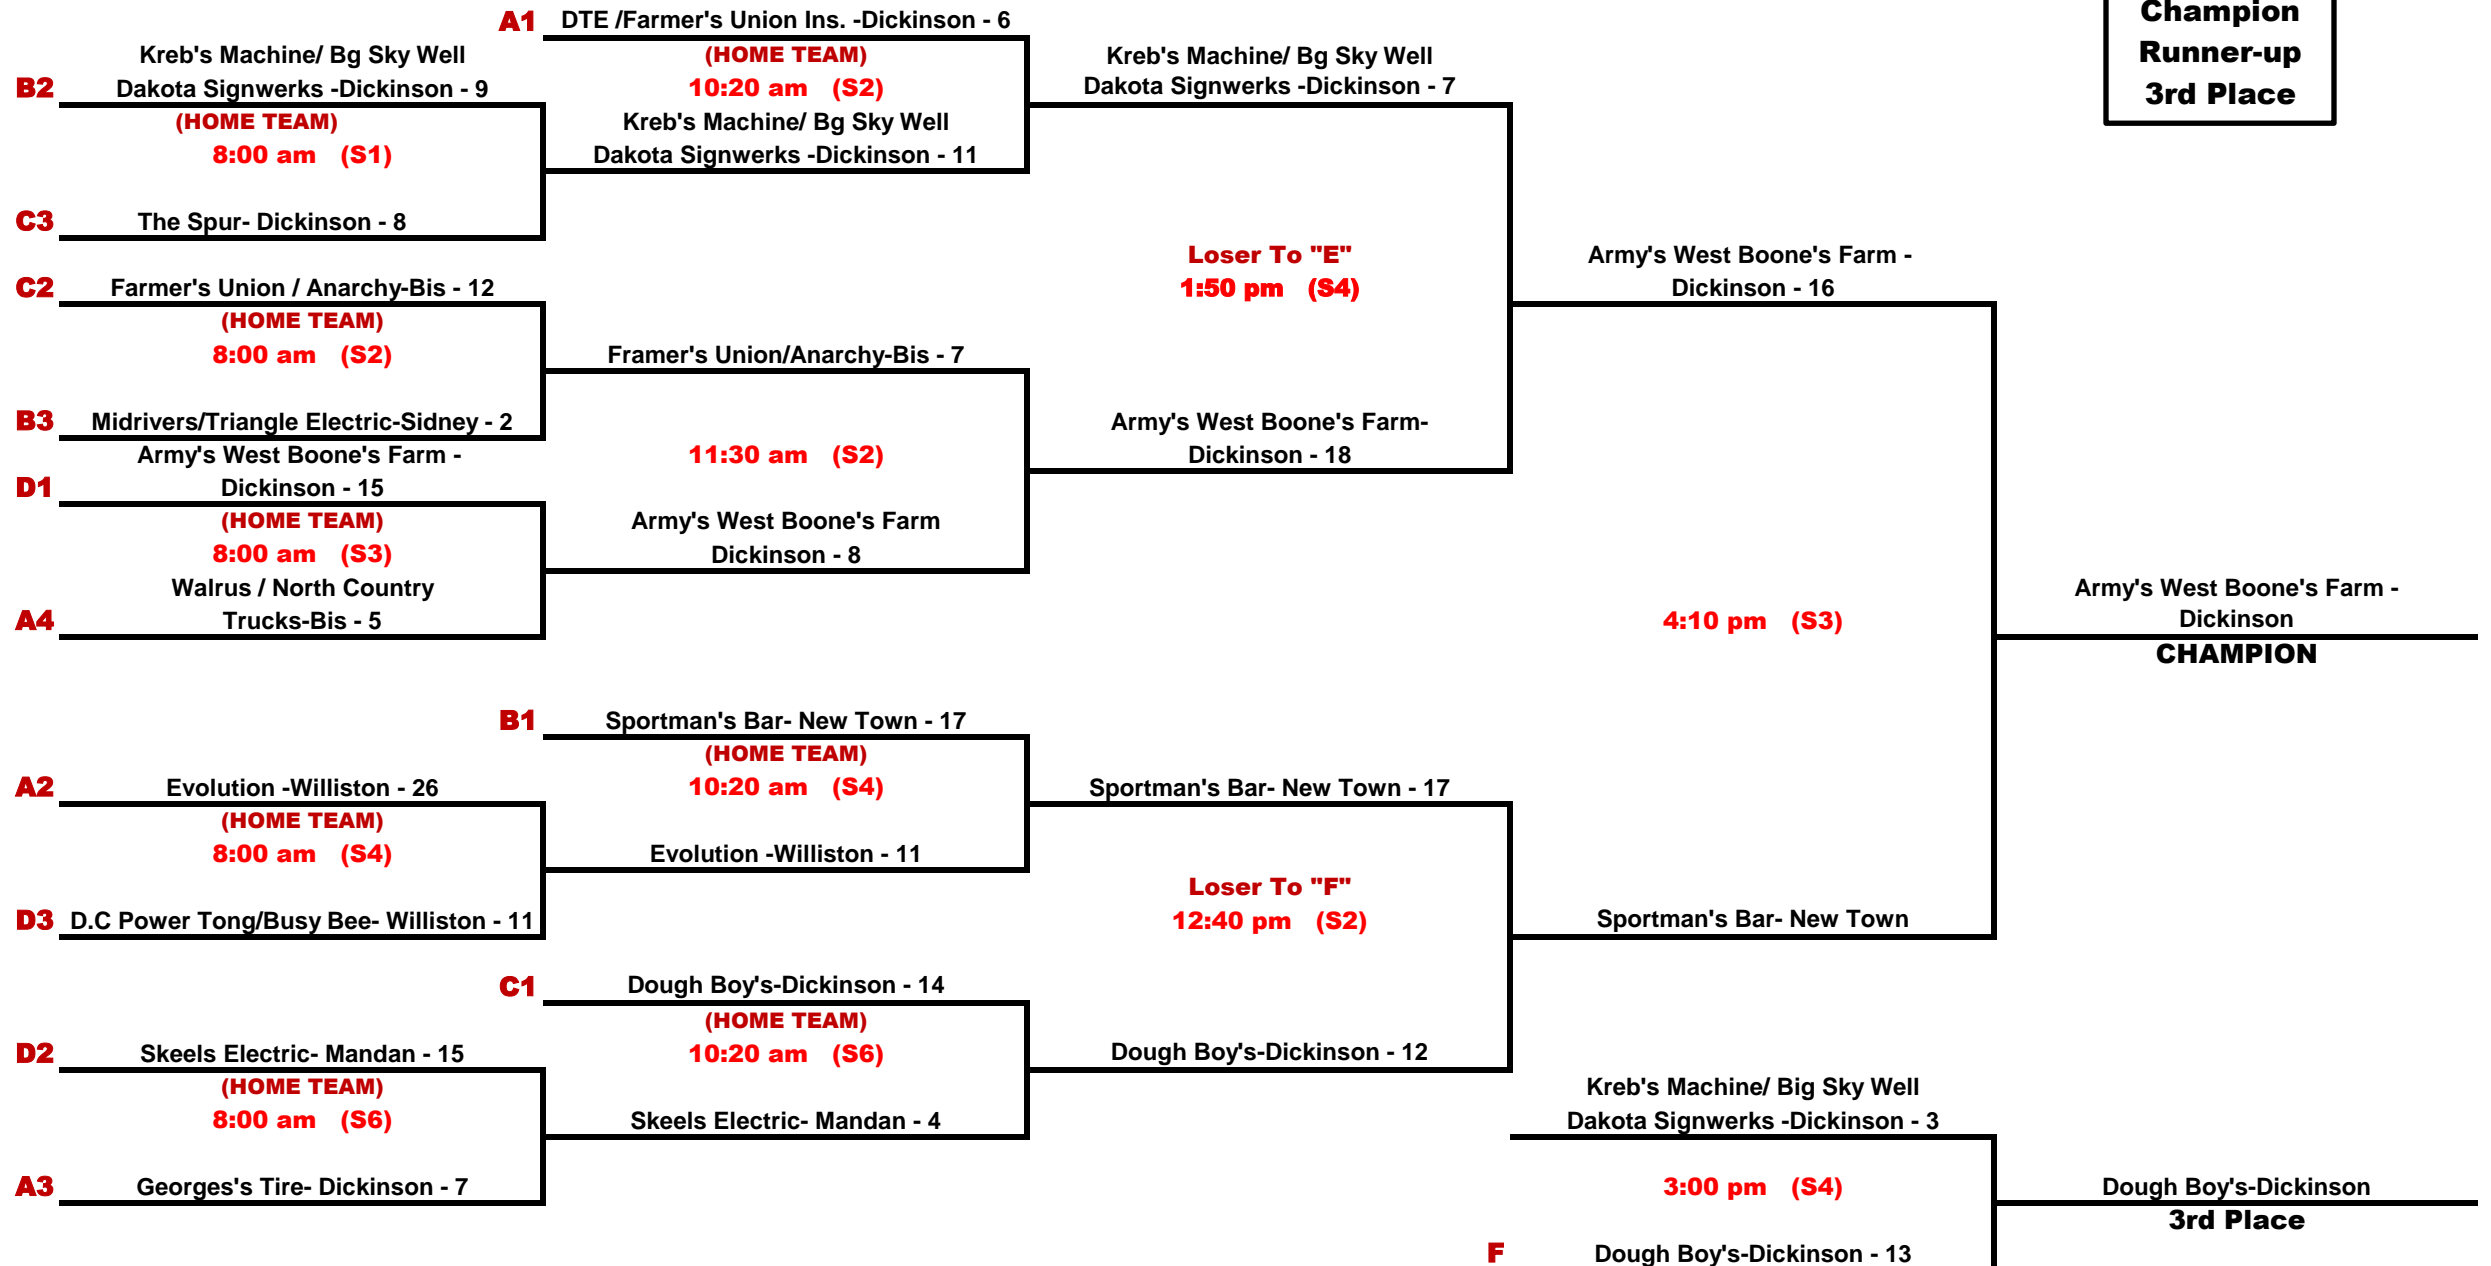 A1 DTE /Farmer's Union Ins. -Dickinson - 6
Champion
Runner-up
3rd Place
Kreb's Machine/ Bg Sky Well
B2 Dakota Signwerks -Dickinson - 9
(HOME TEAM)
8:00 am (S1)
C3 The Spur- Dickinson - 8
(HOME TEAM)
10:20 am (S2)
Kreb's Machine/ Bg Sky Well
Dakota Signwerks -Dickinson - 11
Kreb's Machine/ Bg Sky Well
Dakota Signwerks -Dickinson - 7
C2 Farmer's Union / Anarchy-Bis - 12
(HOME TEAM)
8:00 am (S2)
B3 Midrivers/Triangle Electric-Sidney - 2
Framer's Union/Anarchy-Bis - 7
Loser To "E"
1:50 pm (S4)
Army's West Boone's Farm -
Dickinson - 16
Army's West Boone's Farm -
D1 Dickinson - 15
(HOME TEAM)
8:00 am (S3)
Walrus / North Country
A4 Trucks-Bis - 5
11:30 am (S2)
Army's West Boone's Farm
Dickinson - 8
Army's West Boone's Farm-
Dickinson - 18
4:10 pm (S3)
Army's West Boone's Farm -
Dickinson
CHAMPION
B1 Sportman's Bar- New Town - 17
(HOME TEAM)
10:20 am (S4)
A2 Evolution -Williston - 26
(HOME TEAM)
8:00 am (S4)
D3 D.C Power Tong/Busy Bee- Williston - 11
Evolution -Williston - 11
Sportman's Bar- New Town - 17
Loser To "F"
12:40 pm (S2)
Sportman's Bar- New Town
C1 Dough Boy's-Dickinson - 14
(HOME TEAM)
10:20 am (S6)
D2 Skeels Electric- Mandan - 15
(HOME TEAM)
8:00 am (S6)
A3 Georges's Tire- Dickinson - 7
Skeels Electric- Mandan - 4
Dough Boy's-Dickinson - 12
Kreb's Machine/ Big Sky Well
Dakota Signwerks -Dickinson - 3
3:00 pm (S4)
Dough Boy's-Dickinson
3rd Place
F Dough Boy's-Dickinson - 13